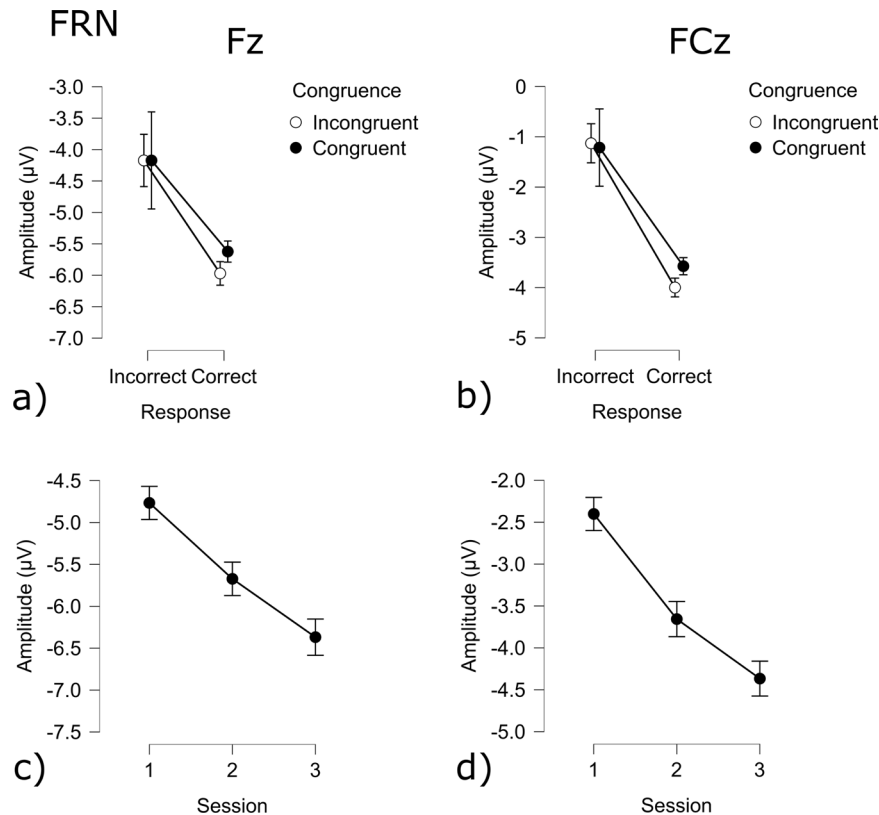 FRN
Fz
FCz
-3.0
-3.5
-4.0
-4.5
-5.0
-5.5
-6.0
-6.5
-7.0
Amplitude (µV)
Congruence
Incongruent
Congruent
Incorrect Correct
Response
a)
0
-1
-2
-3
-4
-5
Amplitude (µV)
Congruence
Incongruent
Congruent
Incorrect Correct
Response
b)
-4.5
-5.0
-5.5
-6.0
-6.5
-7.0
-7.5
Amplitude (µV)
1 2 3
Session
c)
-2.0
-2.5
-3.0
-3.5
-4.0
-4.5
-5.0
Amplitude (µV)
1 2 3
Session
d)